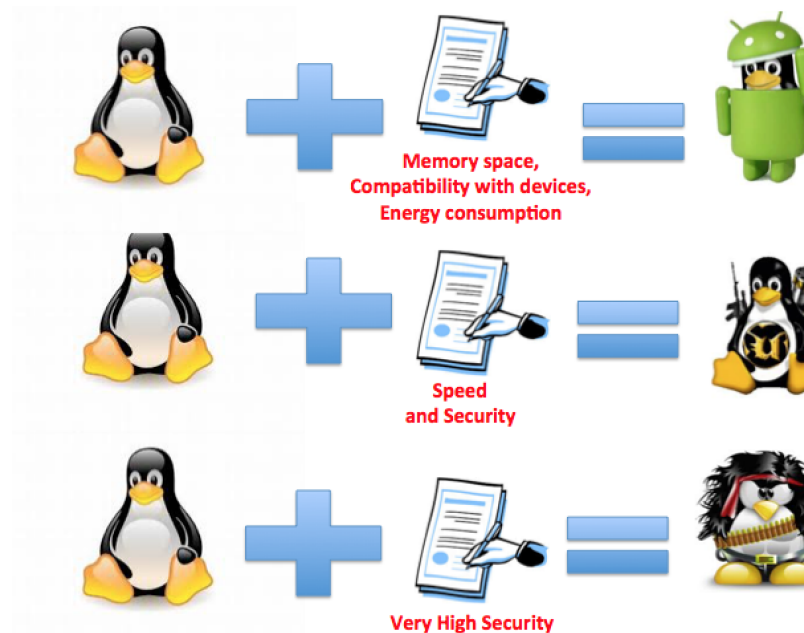 Memory space,
Compatibility with devices,
Energy consumption
Speed
and Security
Very High Security